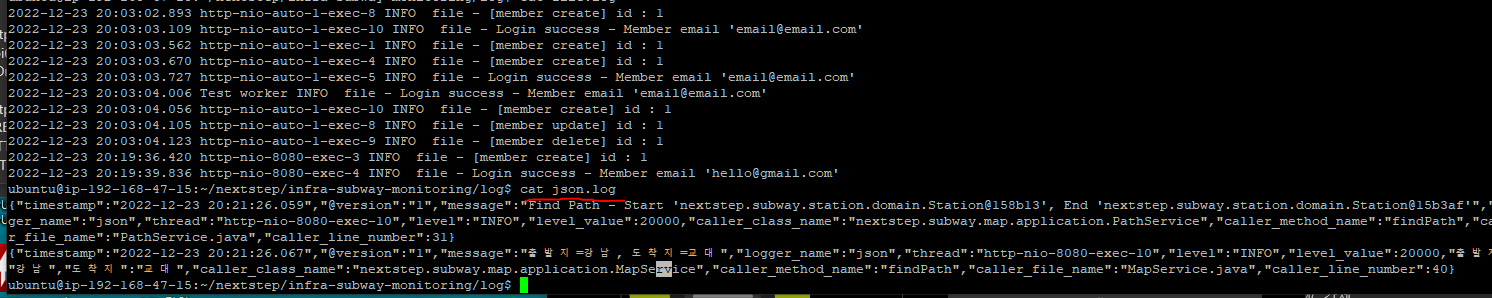 2022-12-23 20:03:02.893 http-nio-auto-1-exec-8 INFO  file - [member create] id : 1
2022-12-23 20:03:03.109 http-nio-auto-1-exec-10 INFO  file - Login success - Member email 'email@email.com'
2022-12-23 20:03:03.562 http-nio-auto-1-exec-1 INFO  file - [member create] id : 1
2022-12-23 20:03:03.670 http-nio-auto-1-exec-4 INFO  file - [member create] id : 1
2022-12-23 20:03:03.727 http-nio-auto-1-exec-5 INFO  file - Login success - Member email 'email@email.com'
2022-12-23 20:03:04.006 Test worker INFO  file - Login success - Member email 'email@email.com'
2022-12-23 20:03:04.056 http-nio-auto-1-exec-10 INFO  file - [member create] id : 1
2022-12-23 20:03:04.105 http-nio-auto-1-exec-8 INFO  file - [member update] id : 1
2022-12-23 20:03:04.123 http-nio-auto-1-exec-9 INFO  file - [member delete] id : 1
2022-12-23 20:19:36.420 http-nio-8080-exec-3 INFO  file - [member create] id : 1
2022-12-23 20:19:39.836 http-nio-8080-exec-4 INFO  file - Login success - Member email 'hello@gmail.com'
ubuntu@ip-192-168-47-15:~/nextstep/infra-subway-monitoring/log$ cat json.log
{"timestamp":"2022-12-23 20:21:26.059","@version":"1","message":"Find Path - Start 'nextstep.subway.station.domain.Station@158b13', End 'nextstep.subway.station.domain.Station@15b3af'","
ger_name":"json","thread":"http-nio-8080-exec-10","level":"INFO","level_value":20000,"caller_class_name":"nextstep.subway.map.application.PathService","caller_method_name":"findPath","ca
r_file_name":"PathService.java","caller_line_number":31}
{"timestamp":"2022-12-23 20:21:26.067","@version":"1","message":"출발지=강남, 도착지=교대","logger_name":"json","thread":"http-nio-8080-exec-10","level":"INFO","level_value":20000,"출발지
"강남","도착지":"교대","caller_class_name":"nextstep.subway.map.application.MapService","caller_method_name":"findPath","caller_file_name":"MapService.java","caller_line_number":40}
ubuntu@ip-192-168-47-15:~/nextstep/infra-subway-monitoring/log$